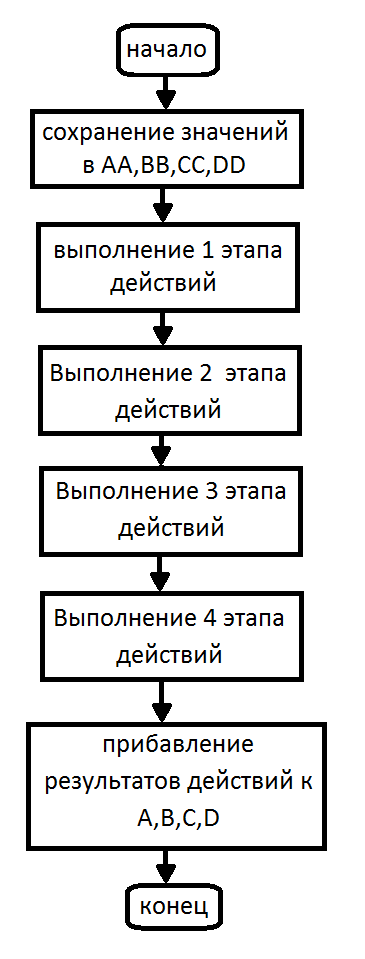 начало
сохранение значений
в AA,BB,CC,DD
выполнение 1 этапа
действий
Выполнение 2 этапа
действий
Выполнение 3 этапа
действий
Выполнение 4 этапа
действий
прибавление
результатов действий к
A,B,C,D
конец